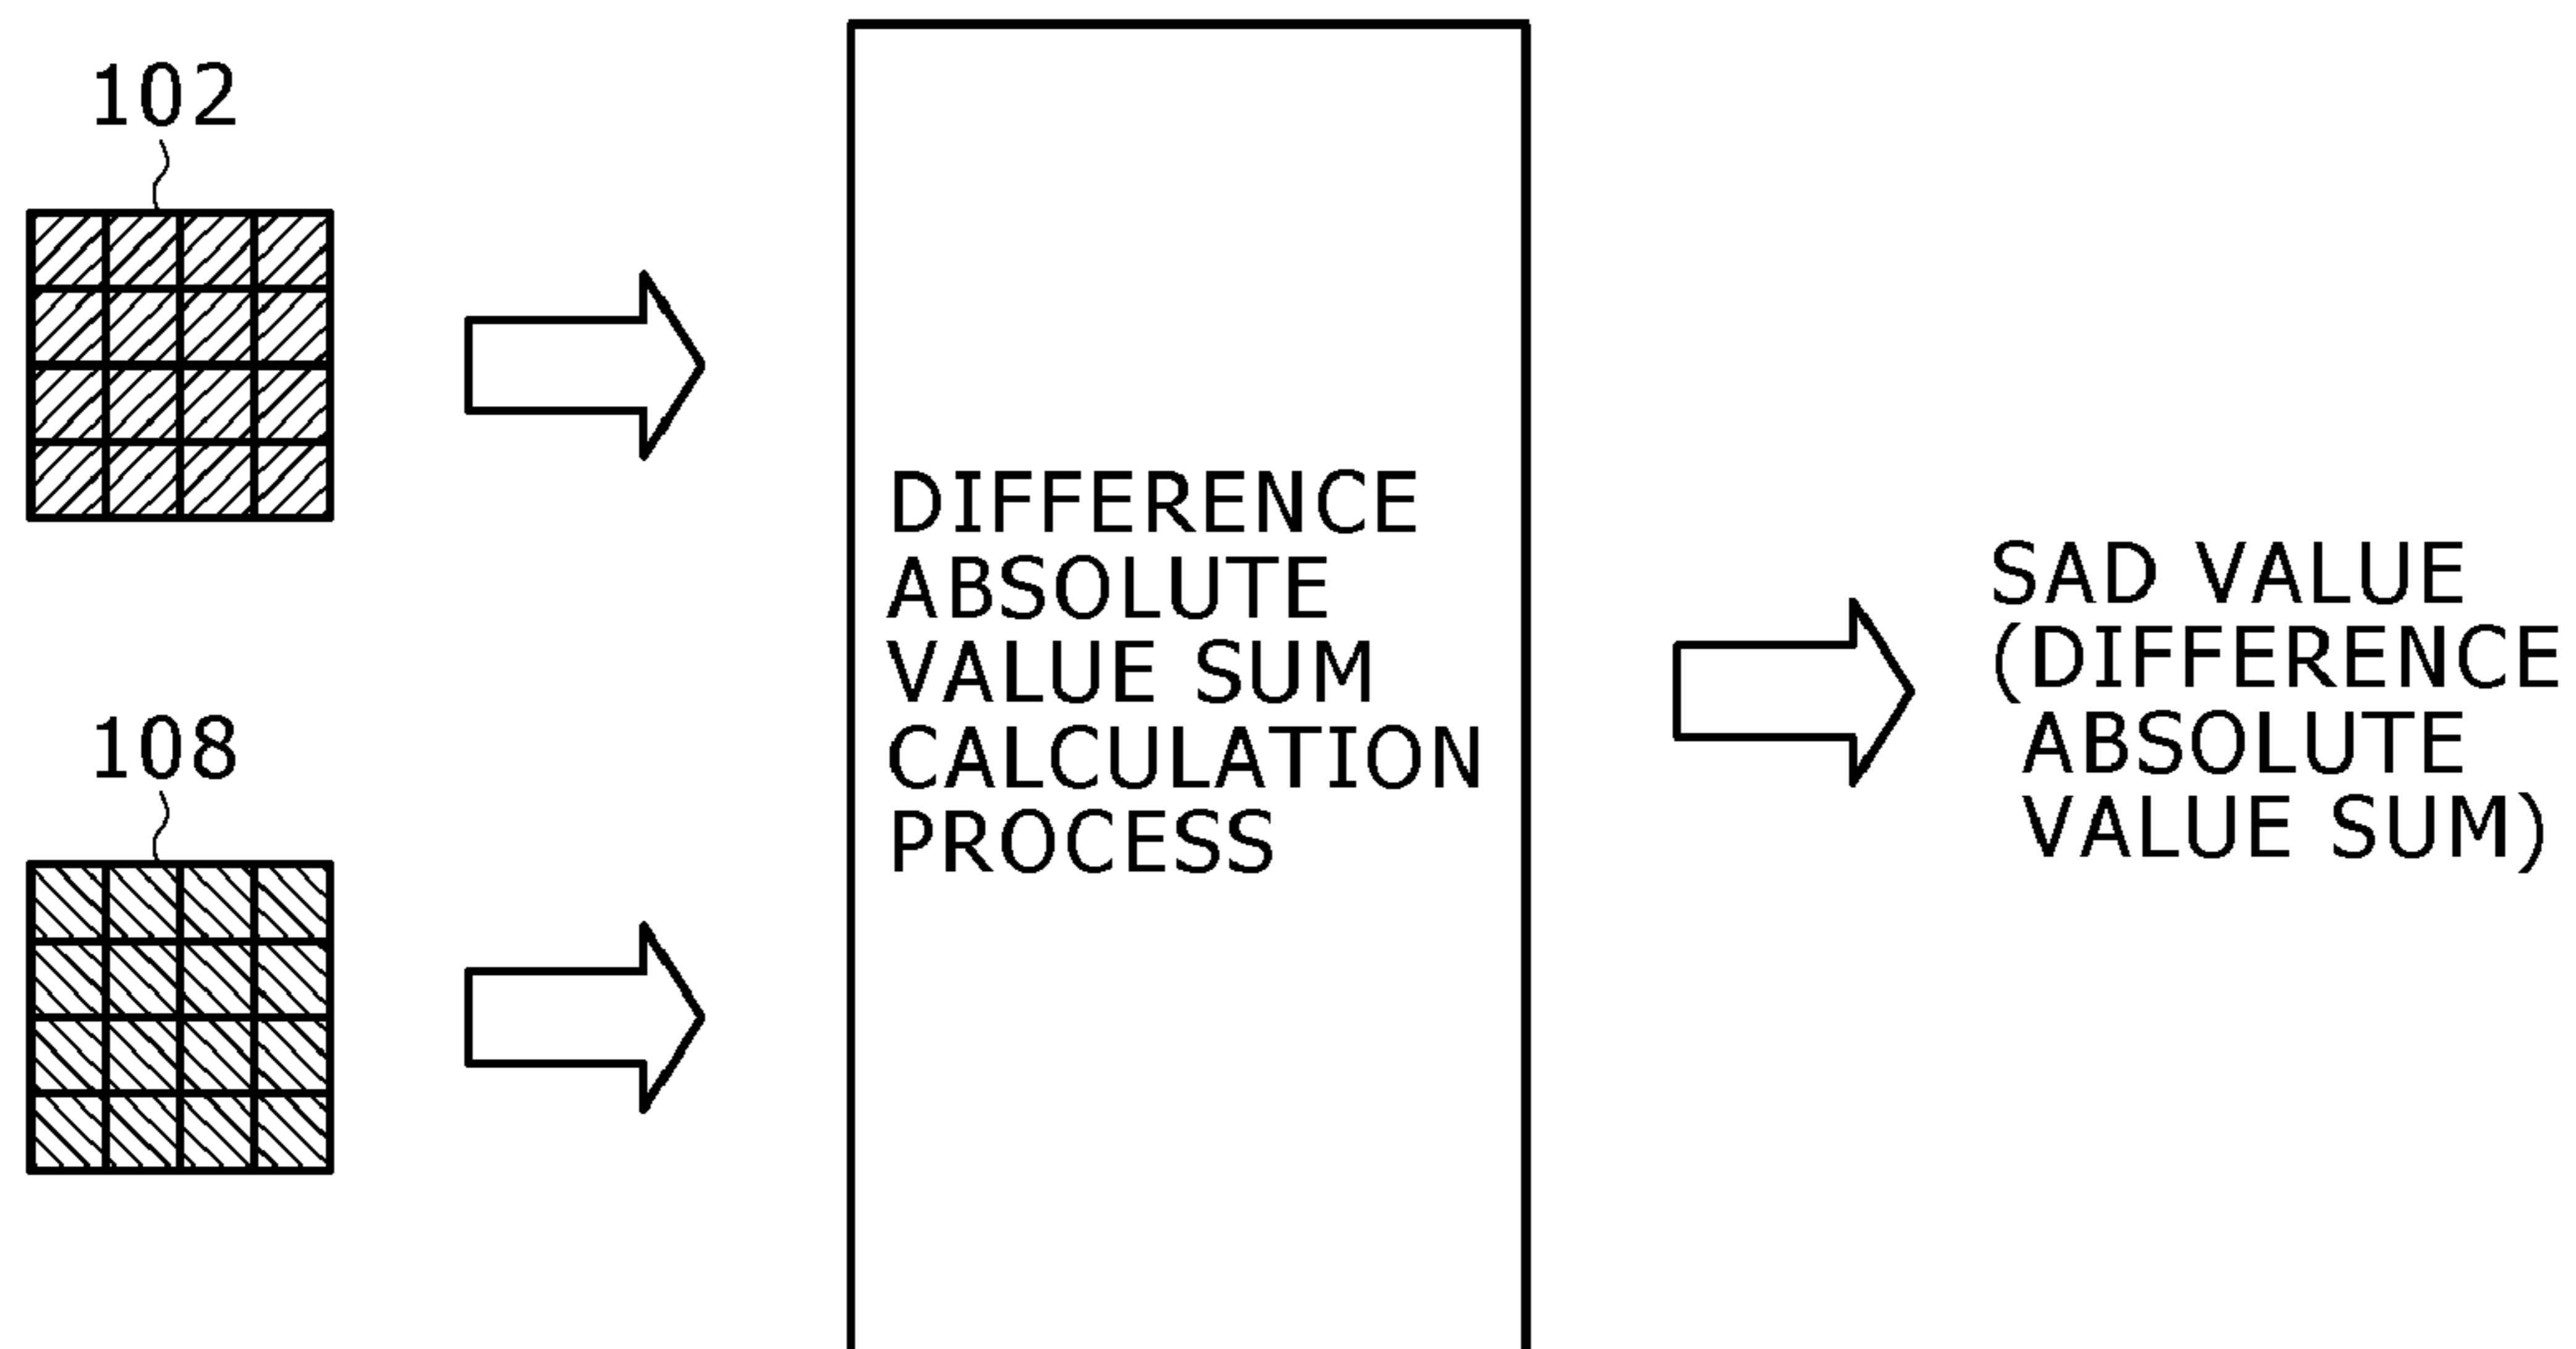 102
108
DIFFERENCE
ABSOLUTE
VALUE SUM
CALCULATION
PROCESS
SAD VALUE
(DIFFERENCE
ABSOLUTE
VALUE SUM)